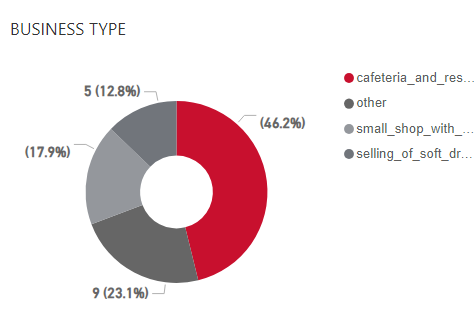 BUSINESS TYPE
5 (12.8%)
(46.2%)
(17.9%)
9 (23.1%)
cafeteria_and_res...
other
small_shop_with_...
selling_of_soft_dr...